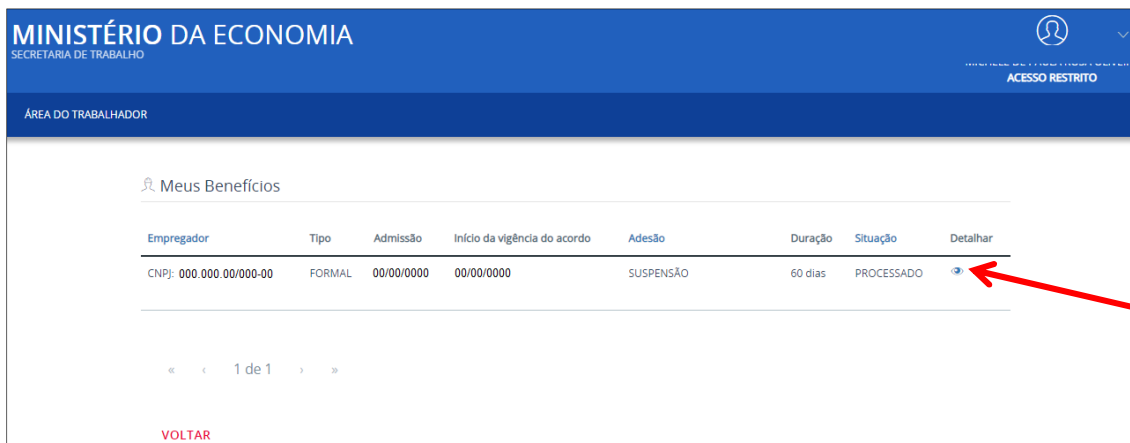 MINISTÉRIO DA ECONOMIA
SECRETARIA DE TRABALHO
ACESSO RESTRITO
ÁREA DO TRABALHADOR
Meus Benefícios
Empregador Tipo Admissão Início da vigência do acordo Adesão Duração Situação Detalhar
CNPJ: 000.000.00/000-00 FORMAL 00/00/0000 00/00/0000 SUSPENSÃO 60 dias PROCESSADO
« ‹ 1 de 1 › »
VOLTAR